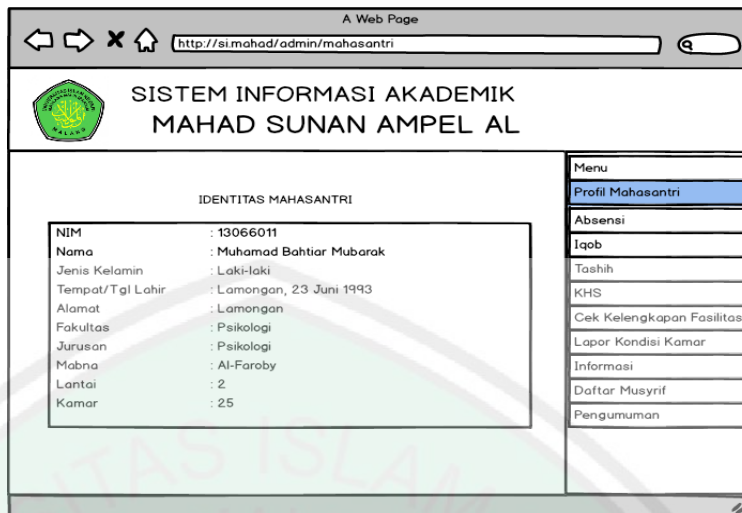 A Web Page
http://si.mahad/admin/mahasantri
SISTEM INFORMASI AKADEMIK
MAHAD SUNAN AMPEL AL
IDENTITAS MAHASANTRI
NIM : 13066011
Nama : Muhamad Bahtiar Mubarak
Jenis Kelamin : Laki-laki
Tempat/Tgl Lahir : Lamongan, 23 Juni 1993
Alamat : Lamongan
Fakultas : Psikologi
Jurusan : Psikologi
Mabna : Al-Faroby
Lantai : 2
Kamar : 25
Menu
Profil Mahasantri
Absensi
Iqob
Tashih
KHS
Cek Kelengkapan Fasilitas
Lapor Kondisi Kamar
Informasi
Daftar Musyrif
Pengumuman
MALANG
ITAS ISLAM